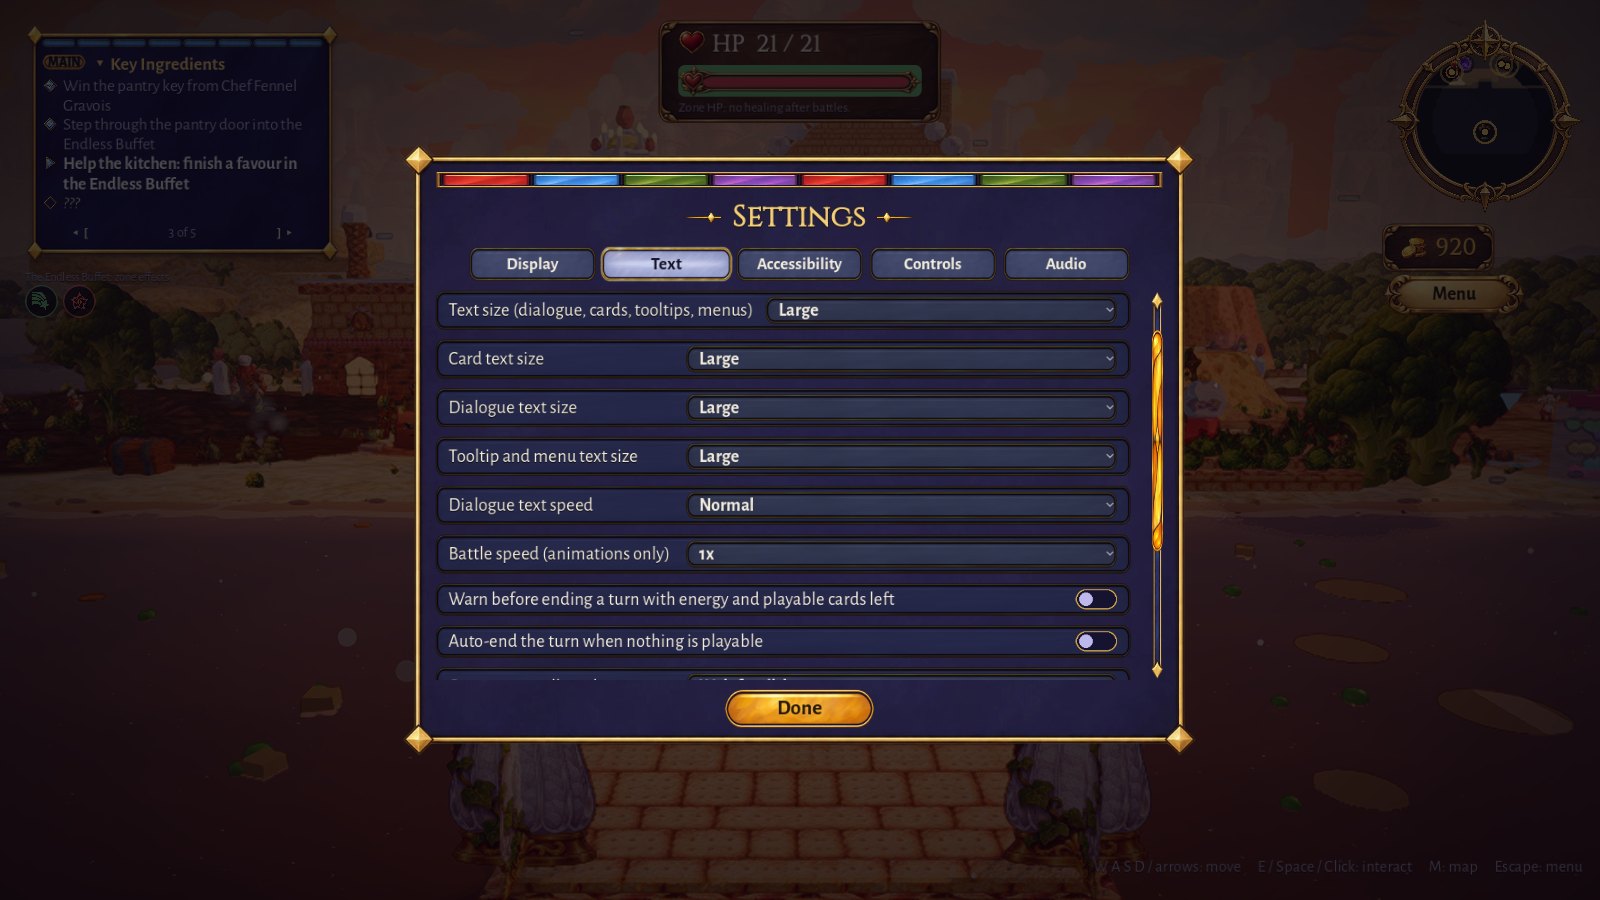 MAIN ▾ Key Ingredients
Win the pantry key from Chef Fennel
Gravois
Step through the pantry door into the
Endless Buffet
Help the kitchen: finish a favour in
the Endless Buffet
???
[ 3 of 5 ]
The Endless Buffet: zone effects
HP 21 / 21
Zone HP: no healing after battles.
920
Menu
SETTINGS
Display Text Accessibility Controls Audio
Text size (dialogue, cards, tooltips, menus) Large
Card text size Large
Dialogue text size Large
Tooltip and menu text size Large
Dialogue text speed Normal
Battle speed (animations only) 1x
Warn before ending a turn with energy and playable cards left
Auto-end the turn when nothing is playable
Done
W A S D / arrows: move E / Space / Click: interact M: map Escape: menu